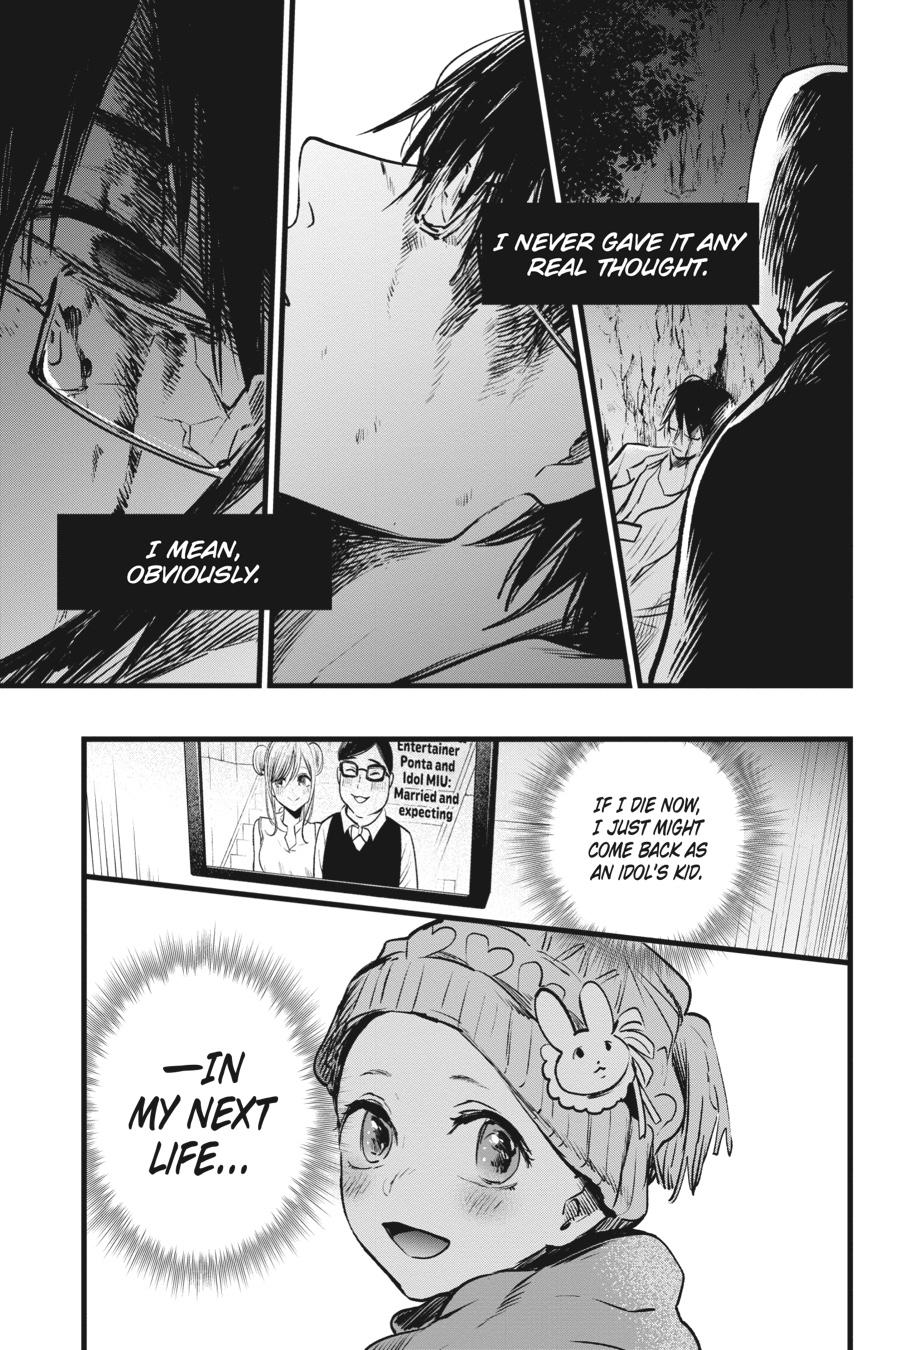 I NEVER GAVE IT ANY
REAL THOUGHT.
I MEAN,
OBVIOUSLY.
IF I DIE NOW,
I JUST MIGHT
COME BACK AS
AN IDOL'S KID.
Entertainer
Ponta and
Idol MIU:
Married and
expecting
—IN
MY NEXT
LIFE...